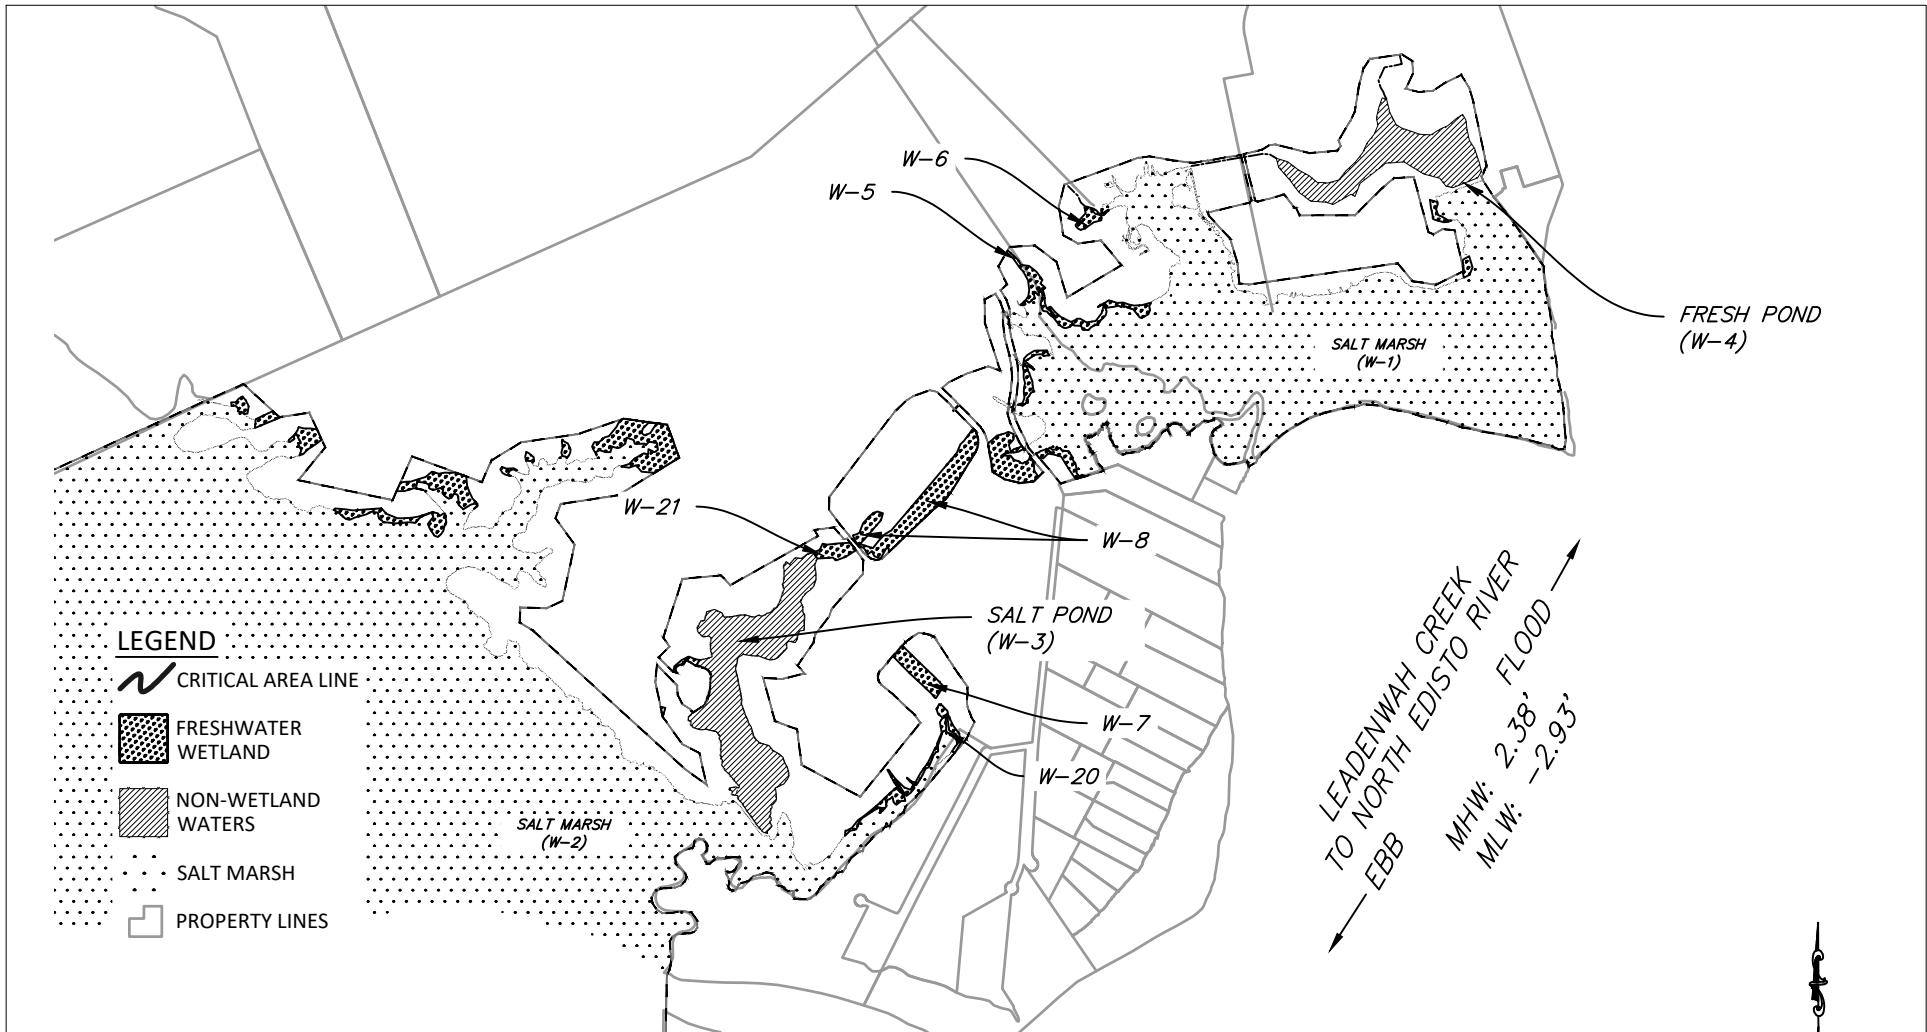 W-6
W-5
FRESH POND
(W-4)
SALT MARSH
(W-1)
W-21
W-8
SALT POND
(W-3)
W-7
W-20
SALT MARSH
(W-2)
LEGEND
CRITICAL AREA LINE
FRESHWATER
WETLAND
NON-WETLAND
WATERS
SALT MARSH
PROPERTY LINES
LEADENWAH CREEK
TO NORTH EDISTO RIVER
EBB
FLOOD
MHW: 2.38'
MLW: -2.93'